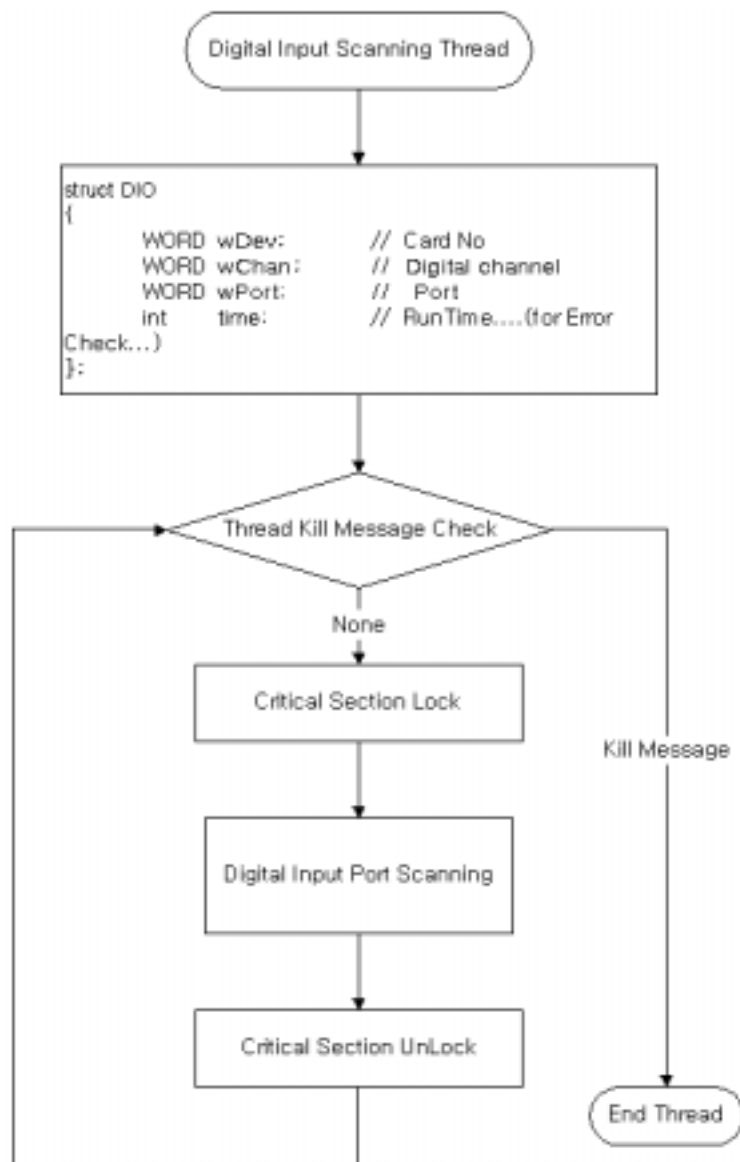 Digital Input Scanning Thread
struct DIO
{
WORD wDev; // Card No
WORD wChan; // Digital channel
WORD wPort; // Port
int time; // RunTime....(for Error
Check...)
};
Thread Kill Message Check
None
Critical Section Lock
Kill Message
Digital Input Port Scanning
Critical Section UnLock
End Thread